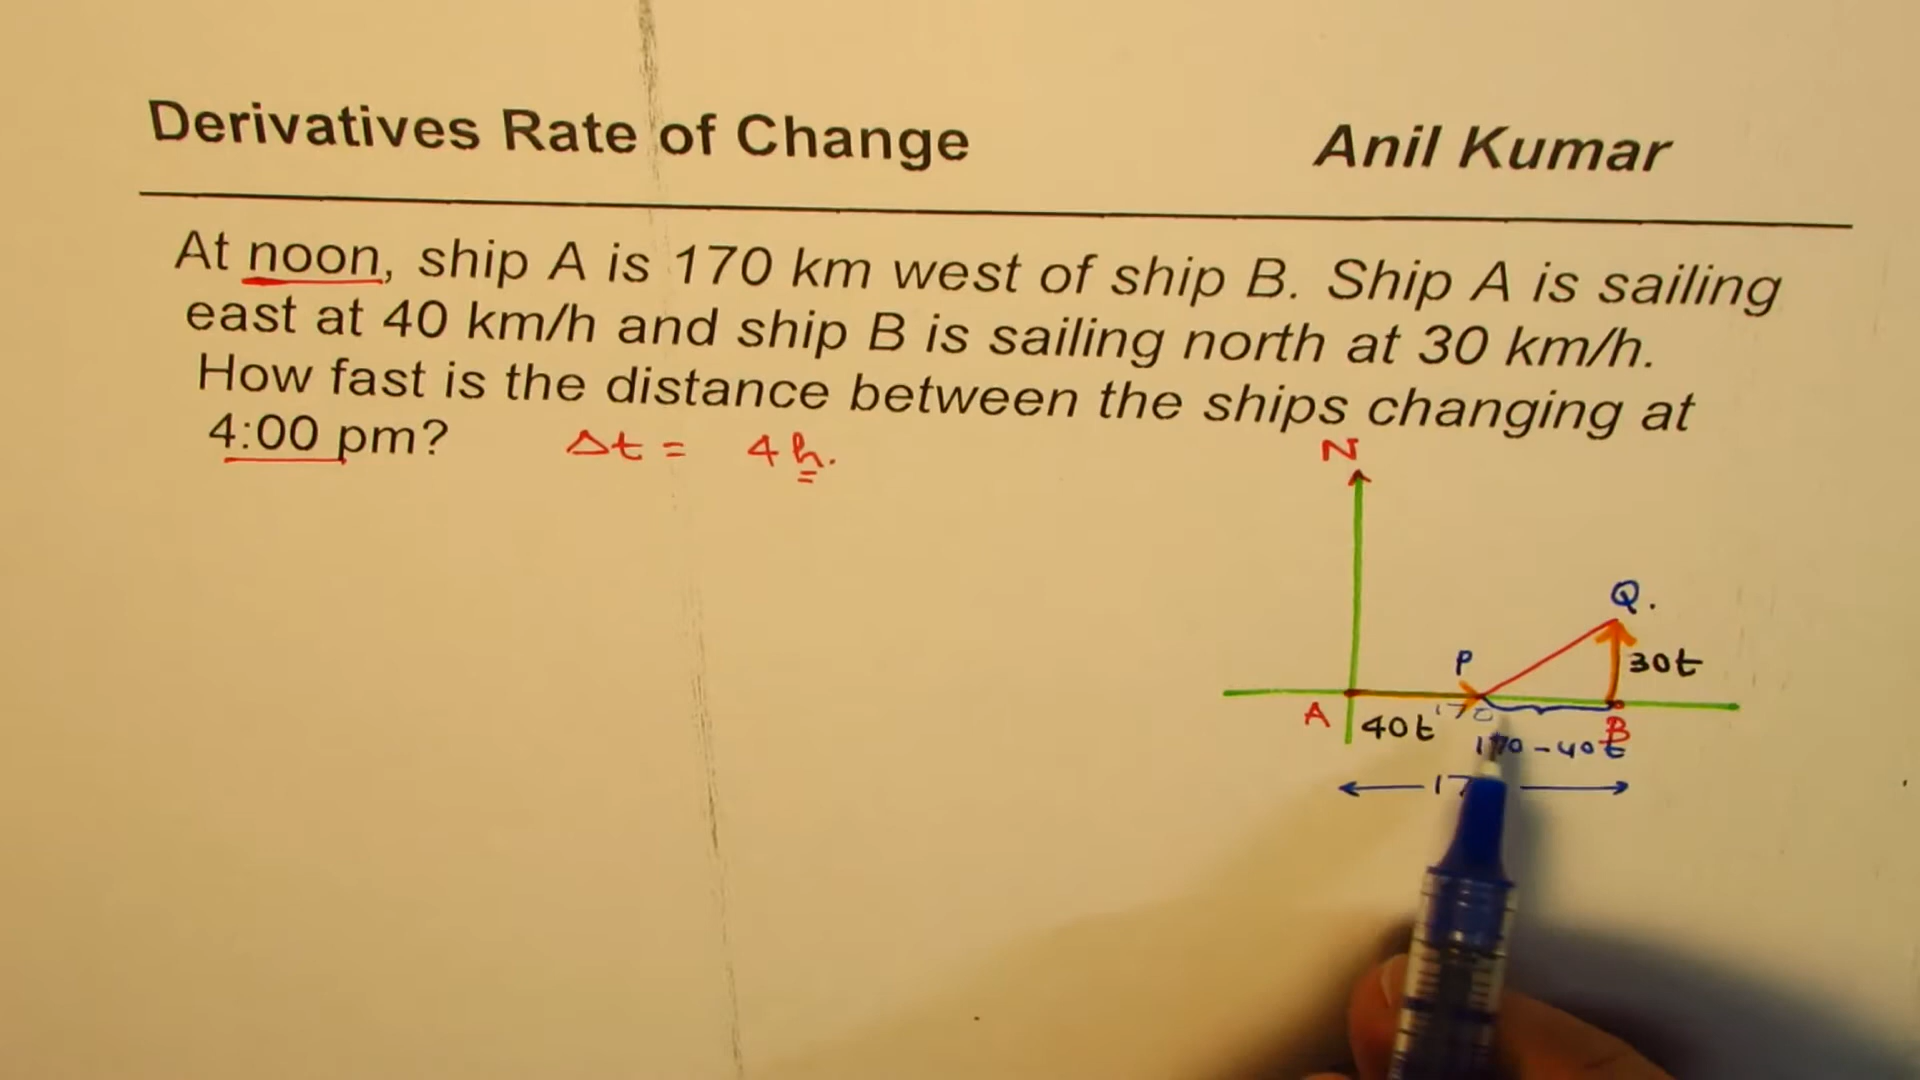 Derivatives Rate of Change Anil Kumar
At noon, ship A is 170 km west of ship B. Ship A is sailing
east at 40 km/h and ship B is sailing north at 30 km/h.
How fast is the distance between the ships changing at
4:00 pm? Δt = 4 h.
N
Q.
P 30t
A 40t 170 B
170-40t
17